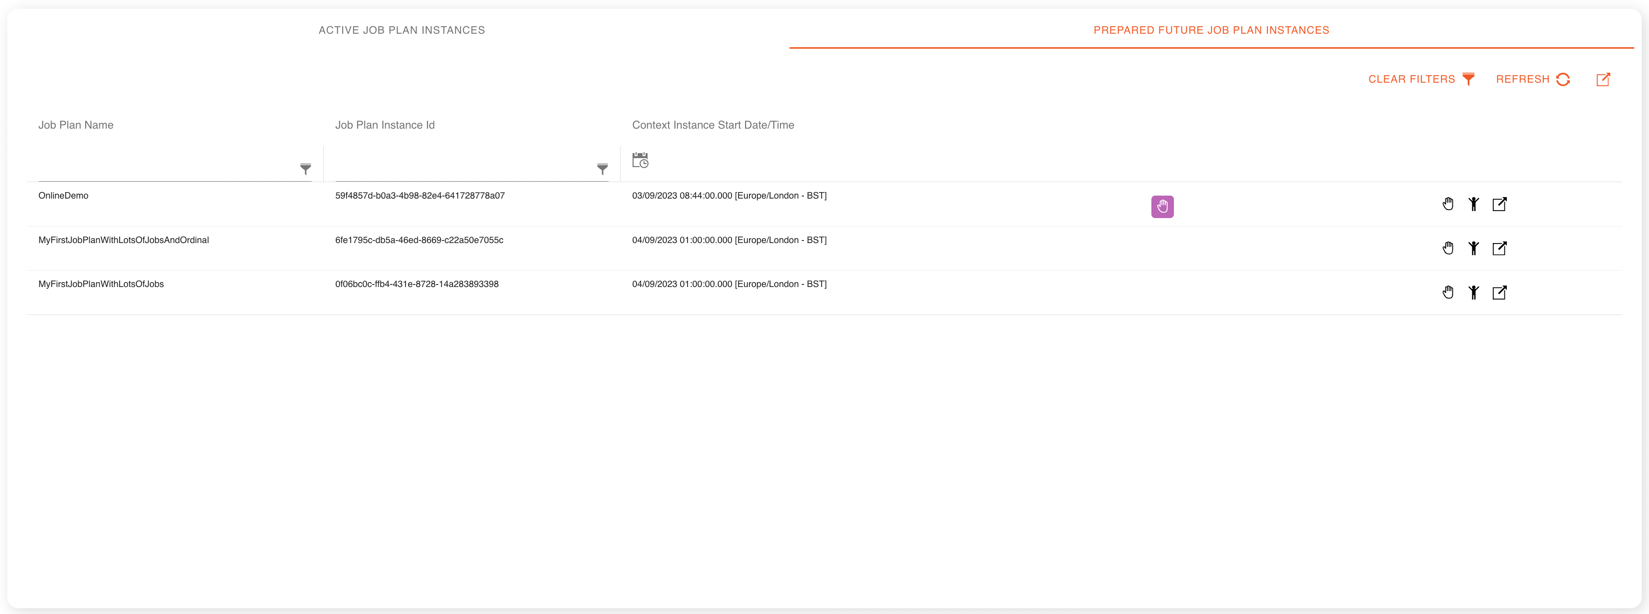 ACTIVE JOB PLAN INSTANCES
PREPARED FUTURE JOB PLAN INSTANCES
CLEAR FILTERS REFRESH
Job Plan Name Job Plan Instance Id Context Instance Start Date/Time
OnlineDemo 59f4857d-b0a3-4b98-82e4-641728778a07 03/09/2023 08:44:00.000 [Europe/London - BST]
MyFirstJobPlanWithLotsOfJobsAndOrdinal 6fe1795c-db5a-46ed-8669-c22a50e7055c 04/09/2023 01:00:00.000 [Europe/London - BST]
MyFirstJobPlanWithLotsOfJobs 0f06bc0c-ffb4-431e-8728-14a283893398 04/09/2023 01:00:00.000 [Europe/London - BST]